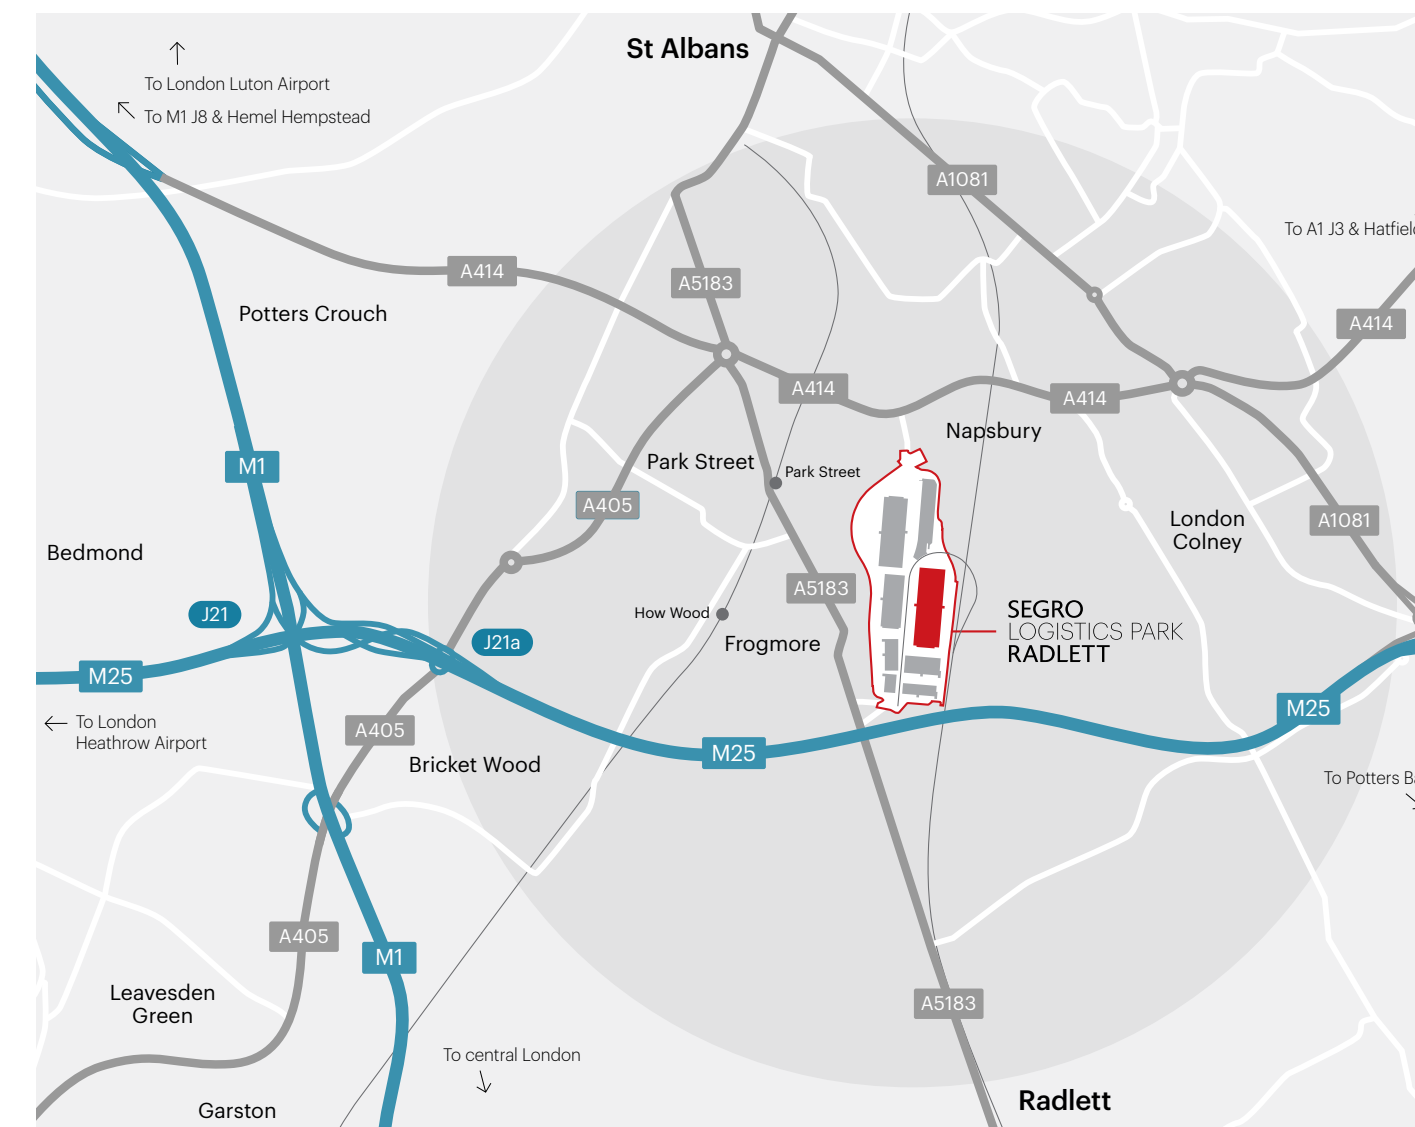 St Albans
To London Luton Airport
To M1 J8 & Hemel Hempstead
A1081
To A1 J3 & Hatfiel
A414
A5183
Potters Crouch
A414
A414
A414
Napsbury
M1
Park Street
Park Street
A405
London
Colney
A1081
Bedmond
A5183
J21
How Wood
SEGRO
LOGISTICS PARK
RADLETT
J21a
Frogmore
M25
To London
Heathrow Airport
A405
M25
M25
Bricket Wood
To Potters B
A405
M1
Leavesden
Green
A5183
To central London
Radlett
Garston